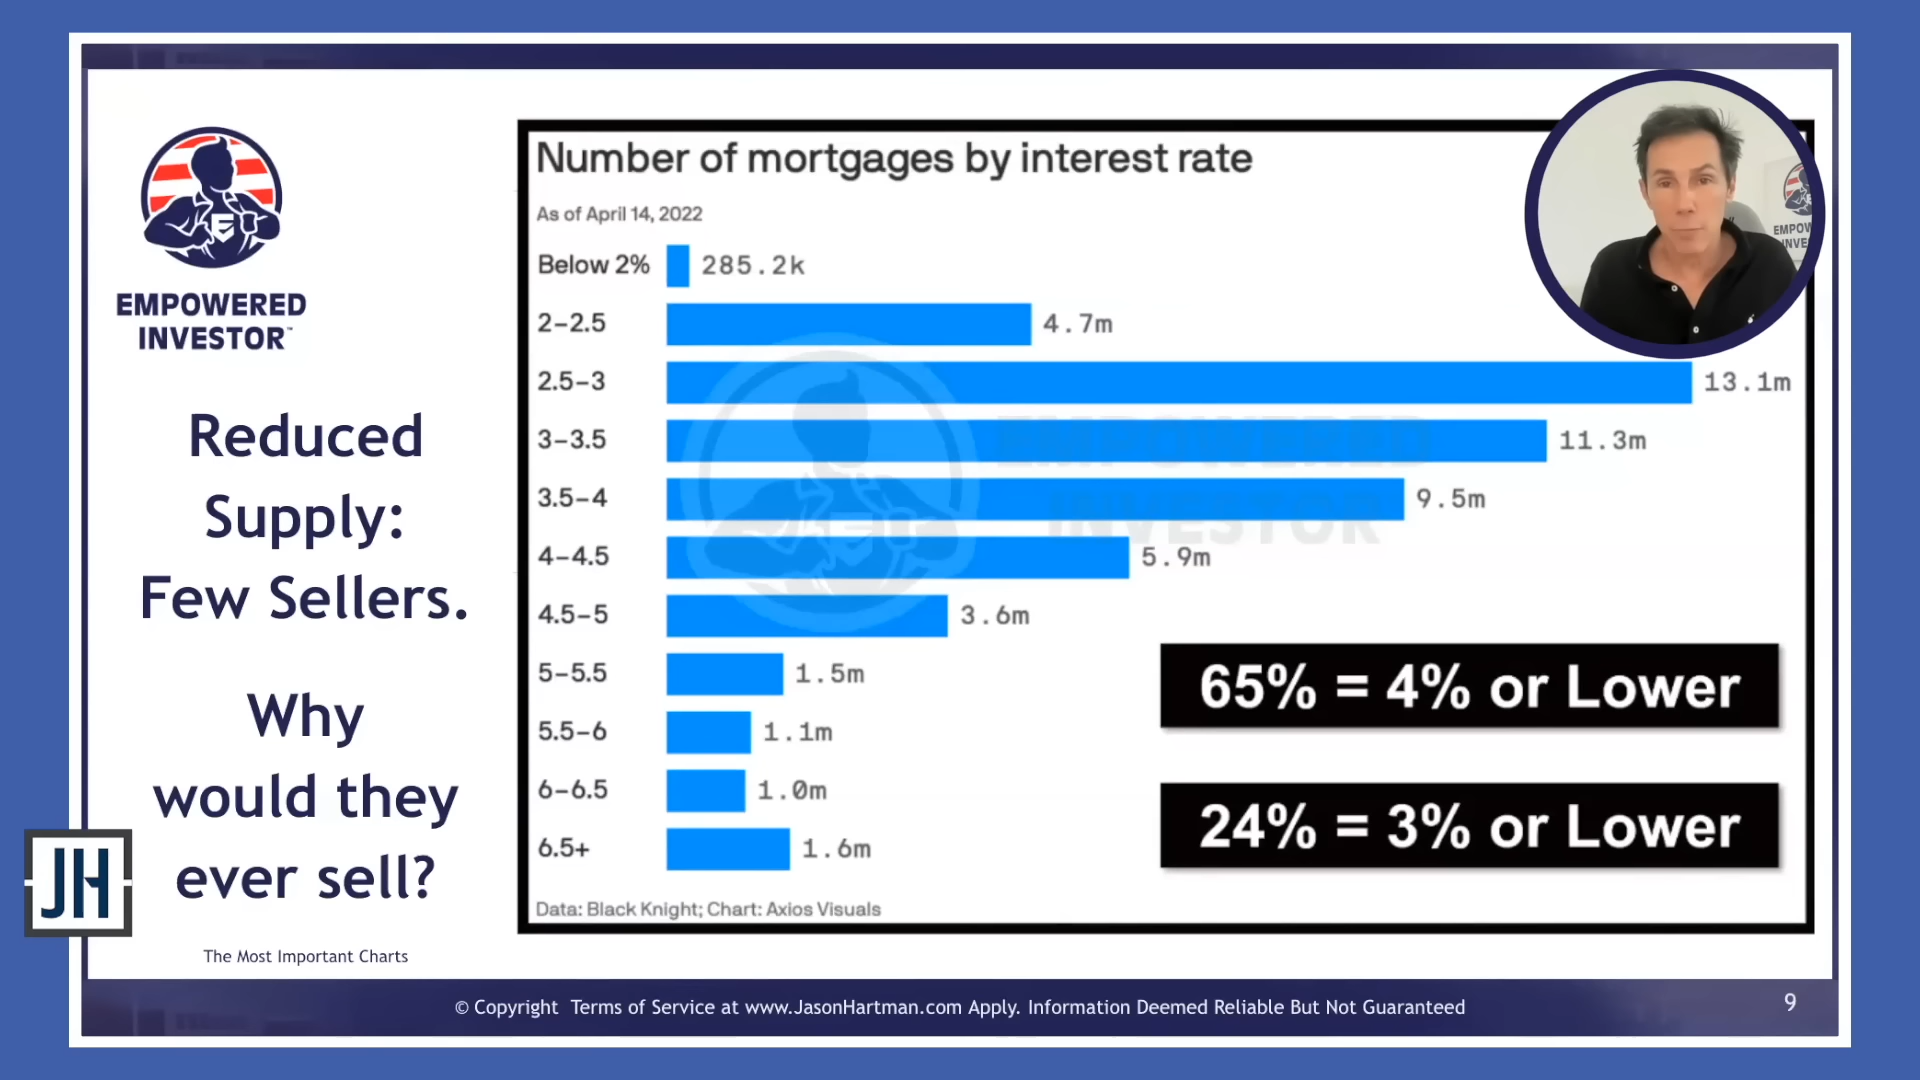 EMPOWERED
INVESTOR™
Reduced
Supply:
Few Sellers.
Why
would they
ever sell?
JH
The Most Important Charts
Number of mortgages by interest rate
As of April 14, 2022
Below 2% 285.2k
2–2.5 4.7m
2.5–3 13.1m
3–3.5 11.3m
3.5–4 9.5m
4–4.5 5.9m
4.5–5 3.6m
5–5.5 1.5m
5.5–6 1.1m
6–6.5 1.0m
6.5+ 1.6m
EMPOWERED
INVESTOR
65% = 4% or Lower
24% = 3% or Lower
Data: Black Knight; Chart: Axios Visuals
© Copyright Terms of Service at www.JasonHartman.com Apply. Information Deemed Reliable But Not Guaranteed
9